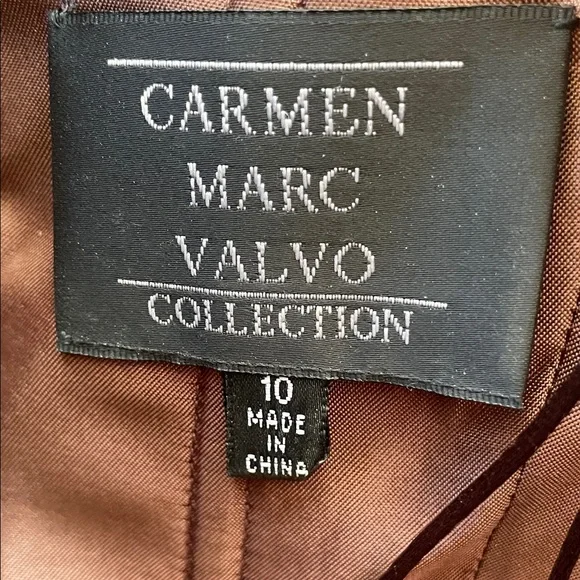 CARMEN
MARC
VALVO
COLLECTION
10
MADE
IN
CHINA